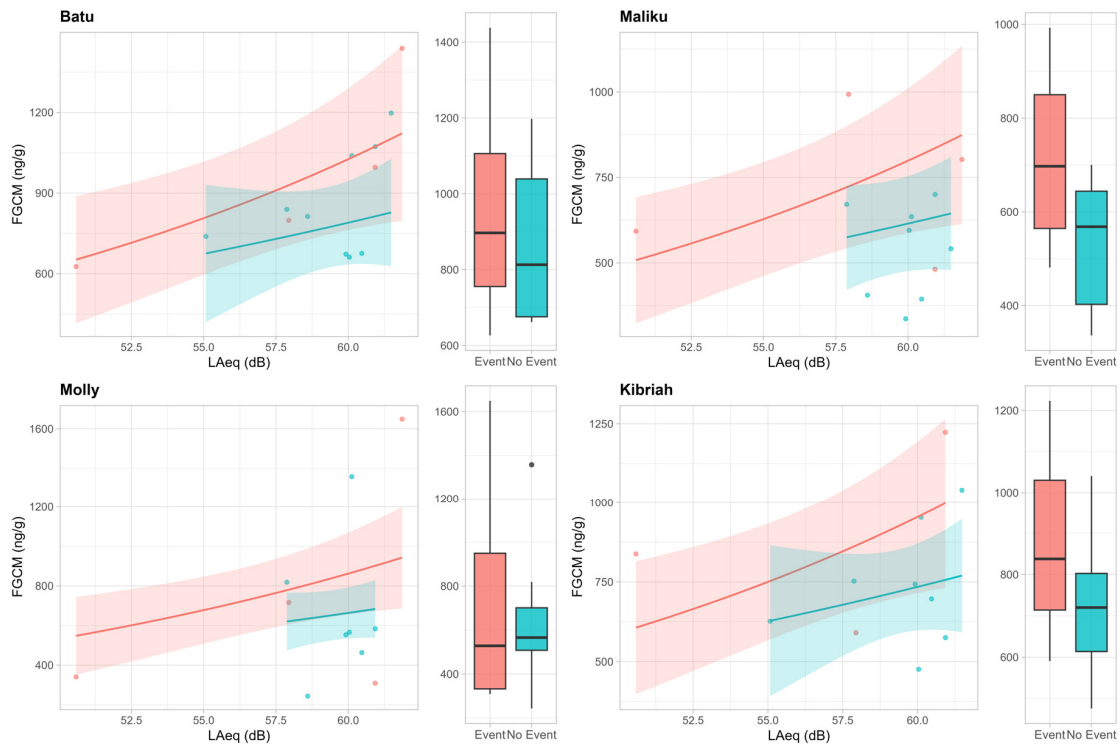 Batu
FGCM (ng/g)
1200
900
600
52.5 55.0 57.5 60.0
LAeq (dB)
1400
1200
1000
800
600
Event No Event
Maliku
FGCM (ng/g)
1000
750
500
52.5 55.0 57.5 60.0
LAeq (dB)
1000
800
600
400
Event No Event
Molly
FGCM (ng/g)
1600
1200
800
400
52.5 55.0 57.5 60.0
LAeq (dB)
1600
1200
800
400
Event No Event
Kibriah
FGCM (ng/g)
1250
1000
750
500
52.5 55.0 57.5 60.0
LAeq (dB)
1200
1000
800
600
Event No Event